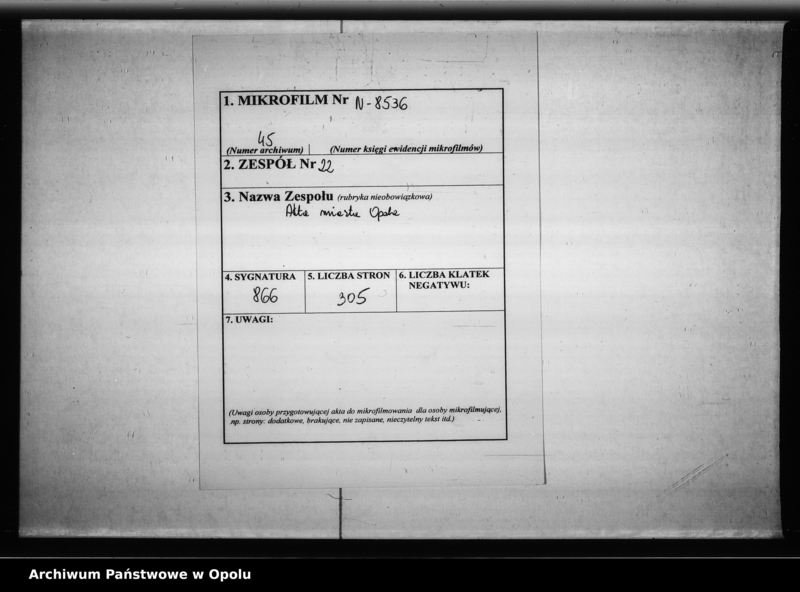 1. MIKROFILM Nr N-8536
45
(Numer archiwum) | (Numer księgi ewidencji mikrofilmów)
2. ZESPÓŁ Nr 22
3. Nazwa Zespołu (rubryka nieobowiązkowa)
Akta miasta Opola
4. SYGNATURA
866
5. LICZBA STRON
305
6. LICZBA KLATEK
NEGATYWU:
7. UWAGI:
(Uwagi osoby przygotowującej akta do mikrofilmowania dla osoby mikrofilmującej,
np. strony: dodatkowe, brakujące, nie zapisane, nieczytelny tekst itd.)
Archiwum Państwowe w Opolu